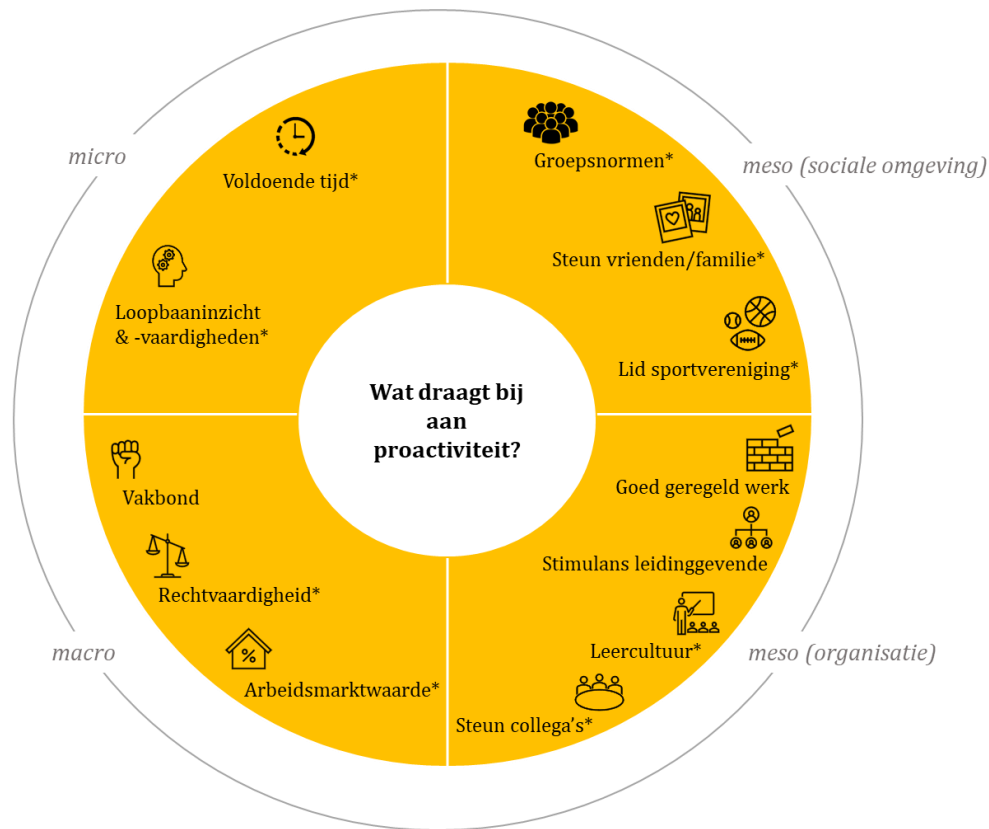 micro
Voldoende tijd*
Loopbaaninzicht
& -vaardigheden*
Groepsnormen*
meso (sociale omgeving)
Steun vrienden/familie*
Lid sportvereniging*
Wat draagt bij
aan
proactiviteit?
Vakbond
Rechtvaardigheid*
macro
Arbeidsmarktwaarde*
%
Goed geregeld werk
Stimulans leidinggevende
Leercultuur*
meso (organisatie)
Steun collega's*